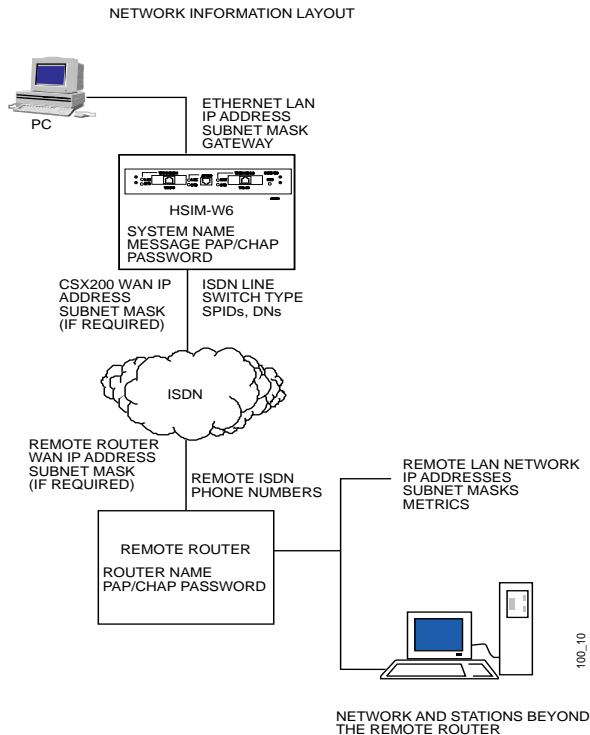 NETWORK INFORMATION LAYOUT
PC
ETHERNET LAN
IP ADDRESS
SUBNET MASK
GATEWAY
HSIM-W6
SYSTEM NAME
MESSAGE PAP/CHAP
PASSWORD
CSX200 WAN IP
ADDRESS
SUBNET MASK
(IF REQUIRED)
ISDN LINE
SWITCH TYPE
SPIDs, DNs
ISDN
REMOTE ROUTER
WAN IP ADDRESS
SUBNET MASK
(IF REQUIRED)
REMOTE ISDN
PHONE NUMBERS
REMOTE LAN NETWORK
IP ADDRESSES
SUBNET MASKS
METRICS
REMOTE ROUTER
ROUTER NAME
PAP/CHAP PASSWORD
100_10
NETWORK AND STATIONS BEYOND
THE REMOTE ROUTER